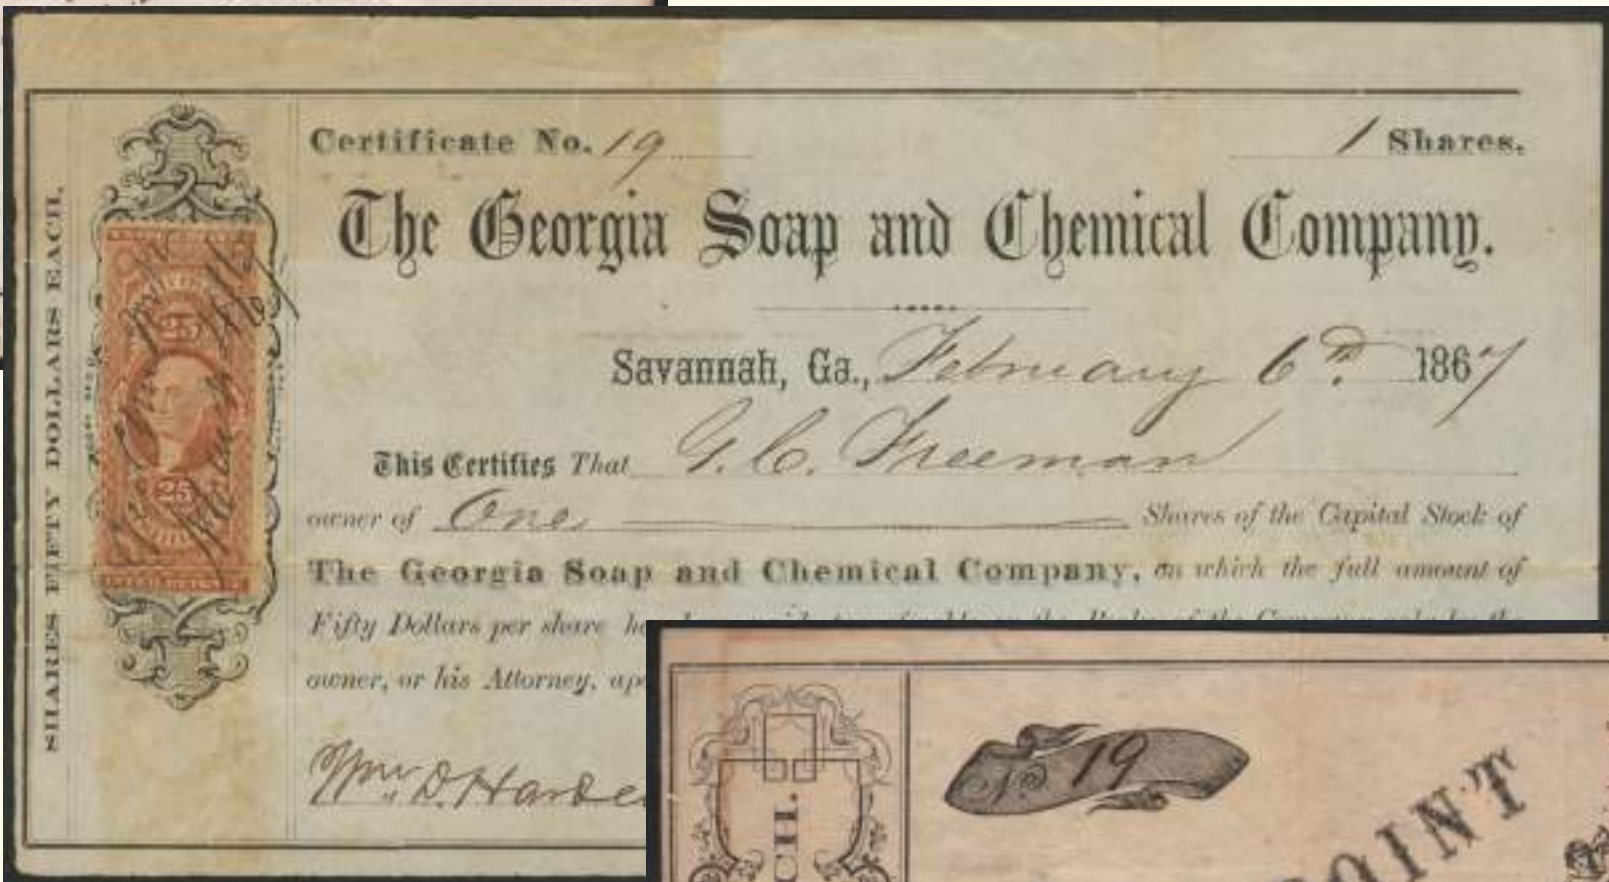 SHARES FIFTY DOLLARS EACH.
Certificate No. 19
1 Shares.
The Georgia Soap and Chemical Company.
Savannah, Ga., February 6th 1867
This Certifies That G. C. Freeman
owner of One Shares of the Capital Stock of
The Georgia Soap and Chemical Company, on which the full amount of
Fifty Dollars per share
owner, or his Attorney,
Wm. D. Harde
25
25
No 19
OINT
CH.